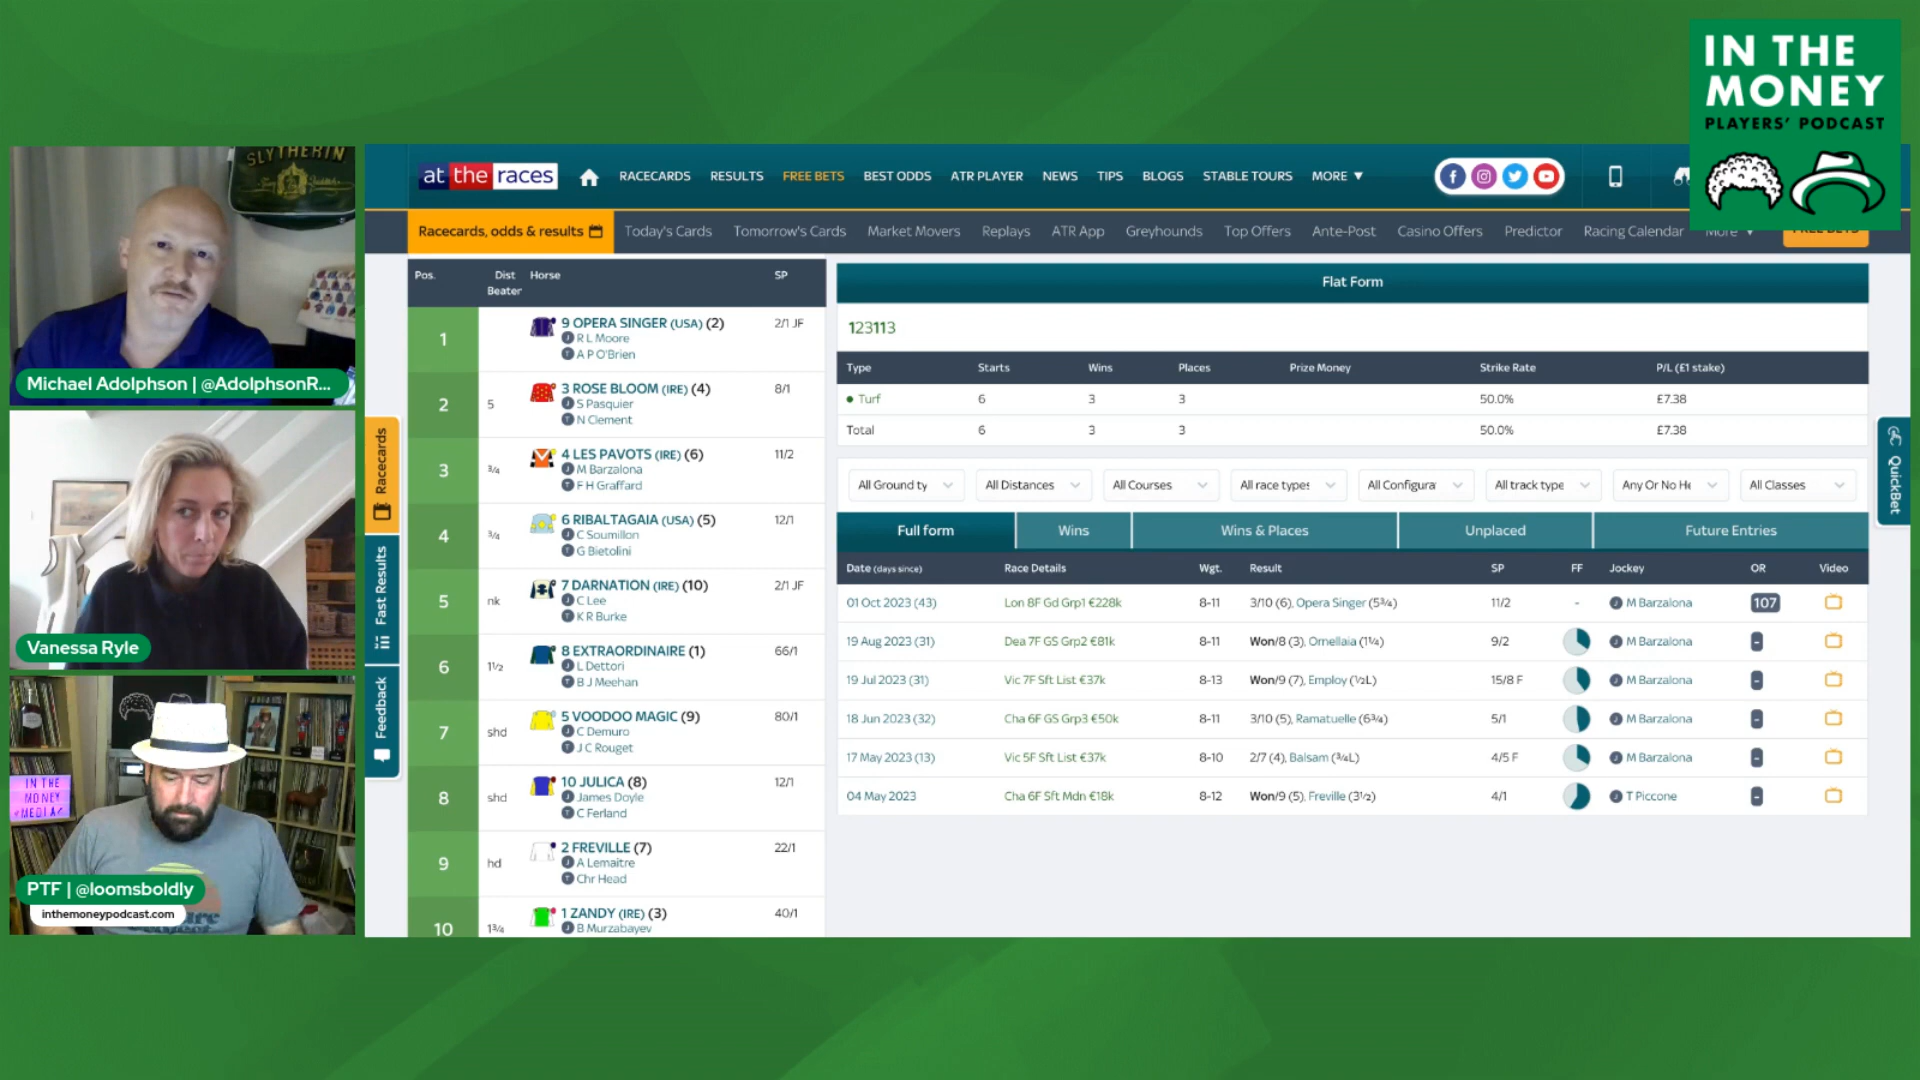 IN THE
MONEY
PLAYERS' PODCAST
SLYTHERIN
Michael Adolphson | @AdolphsonR...
Vanessa Ryle
IN THE
MONEY
MEDIA
PTF | @loomsboldly
inthemoneypodcast.com
at the races
RACECARDS RESULTS FREE BETS BEST ODDS ATR PLAYER NEWS TIPS BLOGS STABLE TOURS MORE
Racecards, odds & results Today's Cards Tomorrow's Cards Market Movers Replays ATR App Greyhounds Top Offers Ante-Post Casino Offers Predictor Racing Calendar More FREE BETS
Racecards
Fast Results
Feedback
QuickBet
Pos. Dist Beaten Horse SP
1 9 OPERA SINGER (USA) (2) 2/1 JF
R L Moore
A P O'Brien
2 5 3 ROSE BLOOM (IRE) (4) 8/1
S Pasquier
N Clement
3 ¾ 4 LES PAVOTS (IRE) (6) 11/2
M Barzalona
F H Graffard
4 ¾ 6 RIBALTAGAIA (USA) (5) 12/1
C Soumillon
G Bietolini
5 nk 7 DARNATION (IRE) (10) 2/1 JF
C Lee
K R Burke
6 1½ 8 EXTRAORDINAIRE (1) 66/1
L Dettori
B J Meehan
7 shd 5 VOODOO MAGIC (9) 80/1
C Demuro
J C Rouget
8 shd 10 JULICA (8) 12/1
James Doyle
C Ferland
9 hd 2 FREVILLE (7) 22/1
A Lemaitre
Chr Head
10 1¾ 1 ZANDY (IRE) (3) 40/1
B Murzabayev
Flat Form
123113
Type Starts Wins Places Prize Money Strike Rate P/L (£1 stake)
Turf 6 3 3 50.0% £7.38
Total 6 3 3 50.0% £7.38
All Ground ty All Distances All Courses All race types All Configura All track type Any Or No He All Classes
Full form Wins Wins & Places Unplaced Future Entries
Date (days since) Race Details Wgt. Result SP FF Jockey OR Video
01 Oct 2023 (43) Lon 8F Gd Grp1 €228k 8-11 3/10 (6), Opera Singer (5¾) 11/2 - M Barzalona 107
19 Aug 2023 (31) Dea 7F GS Grp2 €81k 8-11 Won/8 (3), Ornellaia (1¼) 9/2 M Barzalona -
19 Jul 2023 (31) Vic 7F Sft List €37k 8-13 Won/9 (7), Employ (½L) 15/8 F M Barzalona -
18 Jun 2023 (32) Cha 6F GS Grp3 €50k 8-11 3/10 (5), Ramatuelle (6¾) 5/1 M Barzalona -
17 May 2023 (13) Vic 5F Sft List €37k 8-10 2/7 (4), Balsam (¾L) 4/5 F M Barzalona -
04 May 2023 Cha 6F Sft Mdn €18k 8-12 Won/9 (5), Freville (3½) 4/1 T Piccone -